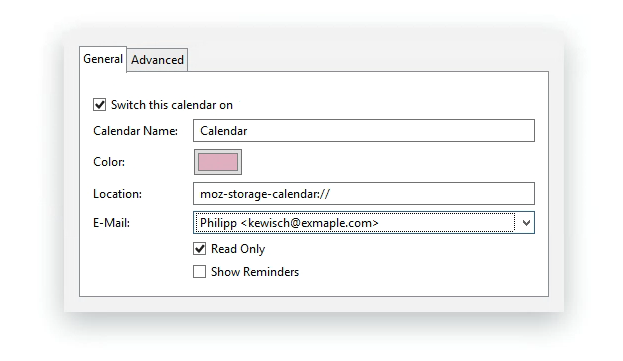 General Advanced
Switch this calendar on
Calendar Name: Calendar
Color:
Location: moz-storage-calendar://
E-Mail: Philipp <kewisch@exmaple.com>
Read Only
Show Reminders